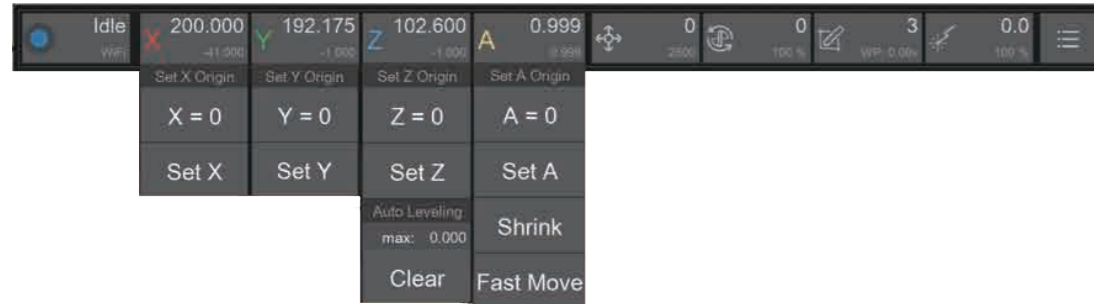 Idle
WiFi
X 200.000
-41.000
Y 192.175
-1.000
Z 102.600
-1.000
A 0.999
0.999
0
2800
0
100 %
3
WP: 0.00v
0.0
100 %
Set X Origin
Set Y Origin
Set Z Origin
Set A Origin
X = 0
Y = 0
Z = 0
A = 0
Set X
Set Y
Set Z
Set A
Auto Leveling
max: 0.000
Clear
Shrink
Fast Move